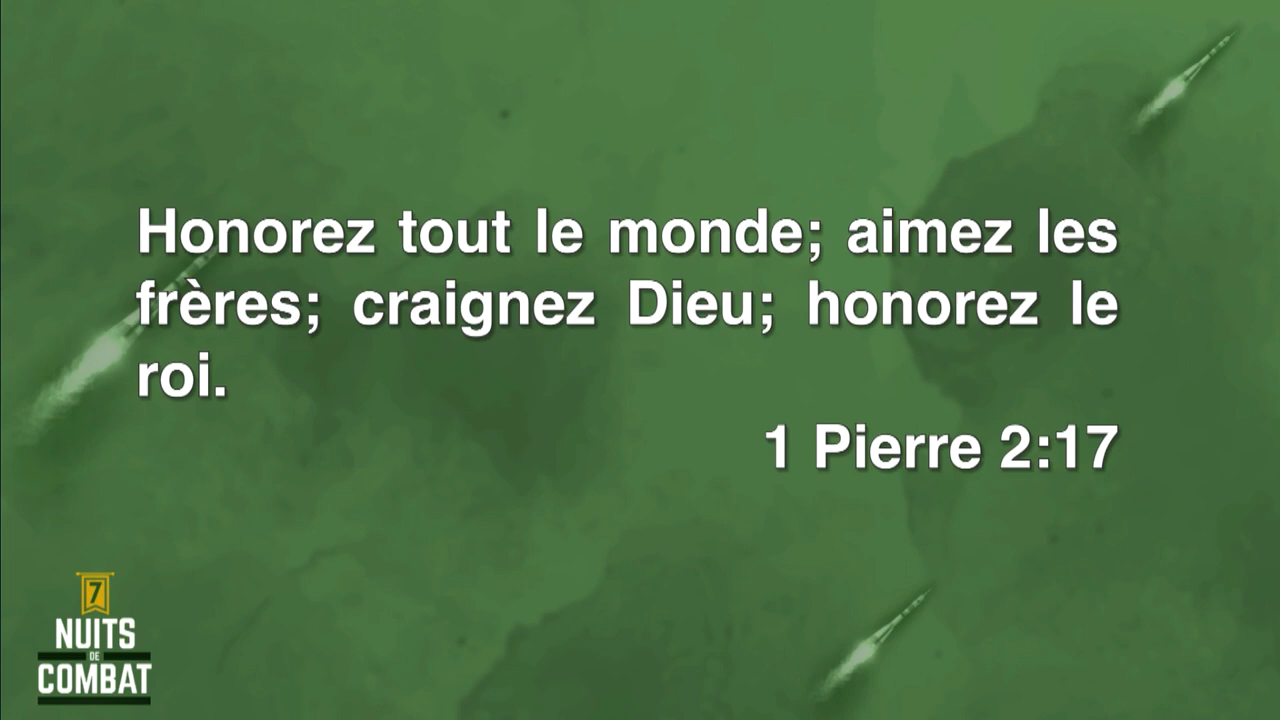 Honorez tout le monde; aimez les
frères; craignez Dieu; honorez le
roi.
1 Pierre 2:17
7
NUITS
DE
COMBAT